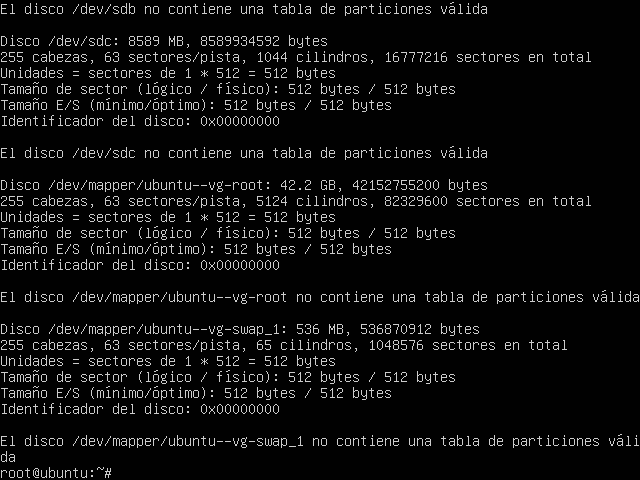 El disco /dev/sdb no contiene una tabla de particiones válida
Disco /dev/sdc: 8589 MB, 8589934592 bytes
255 cabezas, 63 sectores/pista, 1044 cilindros, 16777216 sectores en total
Unidades = sectores de 1 * 512 = 512 bytes
Tamaño de sector (lógico / físico): 512 bytes / 512 bytes
Tamaño E/S (mínimo/óptimo): 512 bytes / 512 bytes
Identificador del disco: 0x00000000
El disco /dev/sdc no contiene una tabla de particiones válida
Disco /dev/mapper/ubuntu--vg-root: 42.2 GB, 42152755200 bytes
255 cabezas, 63 sectores/pista, 5124 cilindros, 82329600 sectores en total
Unidades = sectores de 1 * 512 = 512 bytes
Tamaño de sector (lógico / físico): 512 bytes / 512 bytes
Tamaño E/S (mínimo/óptimo): 512 bytes / 512 bytes
Identificador del disco: 0x00000000
El disco /dev/mapper/ubuntu--vg-root no contiene una tabla de particiones válida
Disco /dev/mapper/ubuntu--vg-swap_1: 536 MB, 536870912 bytes
255 cabezas, 63 sectores/pista, 65 cilindros, 1048576 sectores en total
Unidades = sectores de 1 * 512 = 512 bytes
Tamaño de sector (lógico / físico): 512 bytes / 512 bytes
Tamaño E/S (mínimo/óptimo): 512 bytes / 512 bytes
Identificador del disco: 0x00000000
El disco /dev/mapper/ubuntu--vg-swap_1 no contiene una tabla de particiones váli
da
root@ubuntu:~#